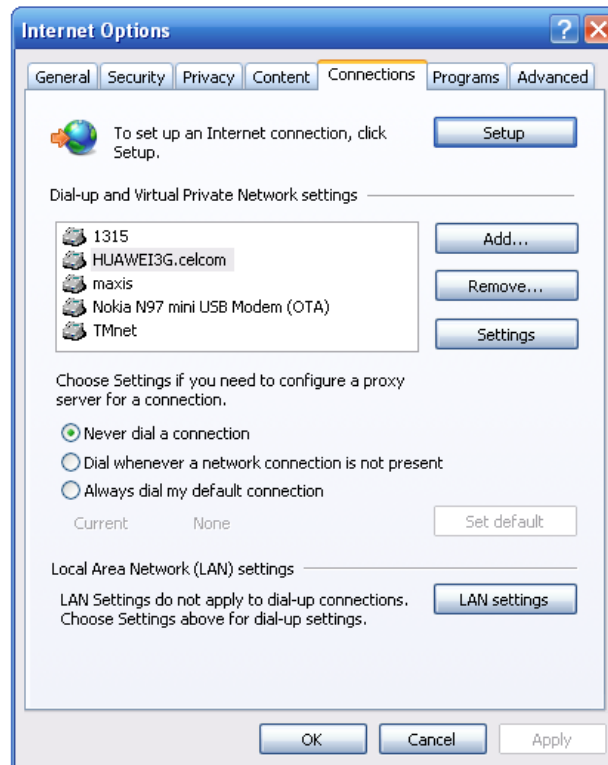 Internet Options
General Security Privacy Content Connections Programs Advanced
To set up an Internet connection, click
Setup.
Setup
Dial-up and Virtual Private Network settings
1315
HUAWEI3G.celcom
maxis
Nokia N97 mini USB Modem (OTA)
TMnet
Add...
Remove...
Settings
Choose Settings if you need to configure a proxy
server for a connection.
Never dial a connection
Dial whenever a network connection is not present
Always dial my default connection
Current None Set default
Local Area Network (LAN) settings
LAN Settings do not apply to dial-up connections.
Choose Settings above for dial-up settings.
LAN settings
OK Cancel Apply